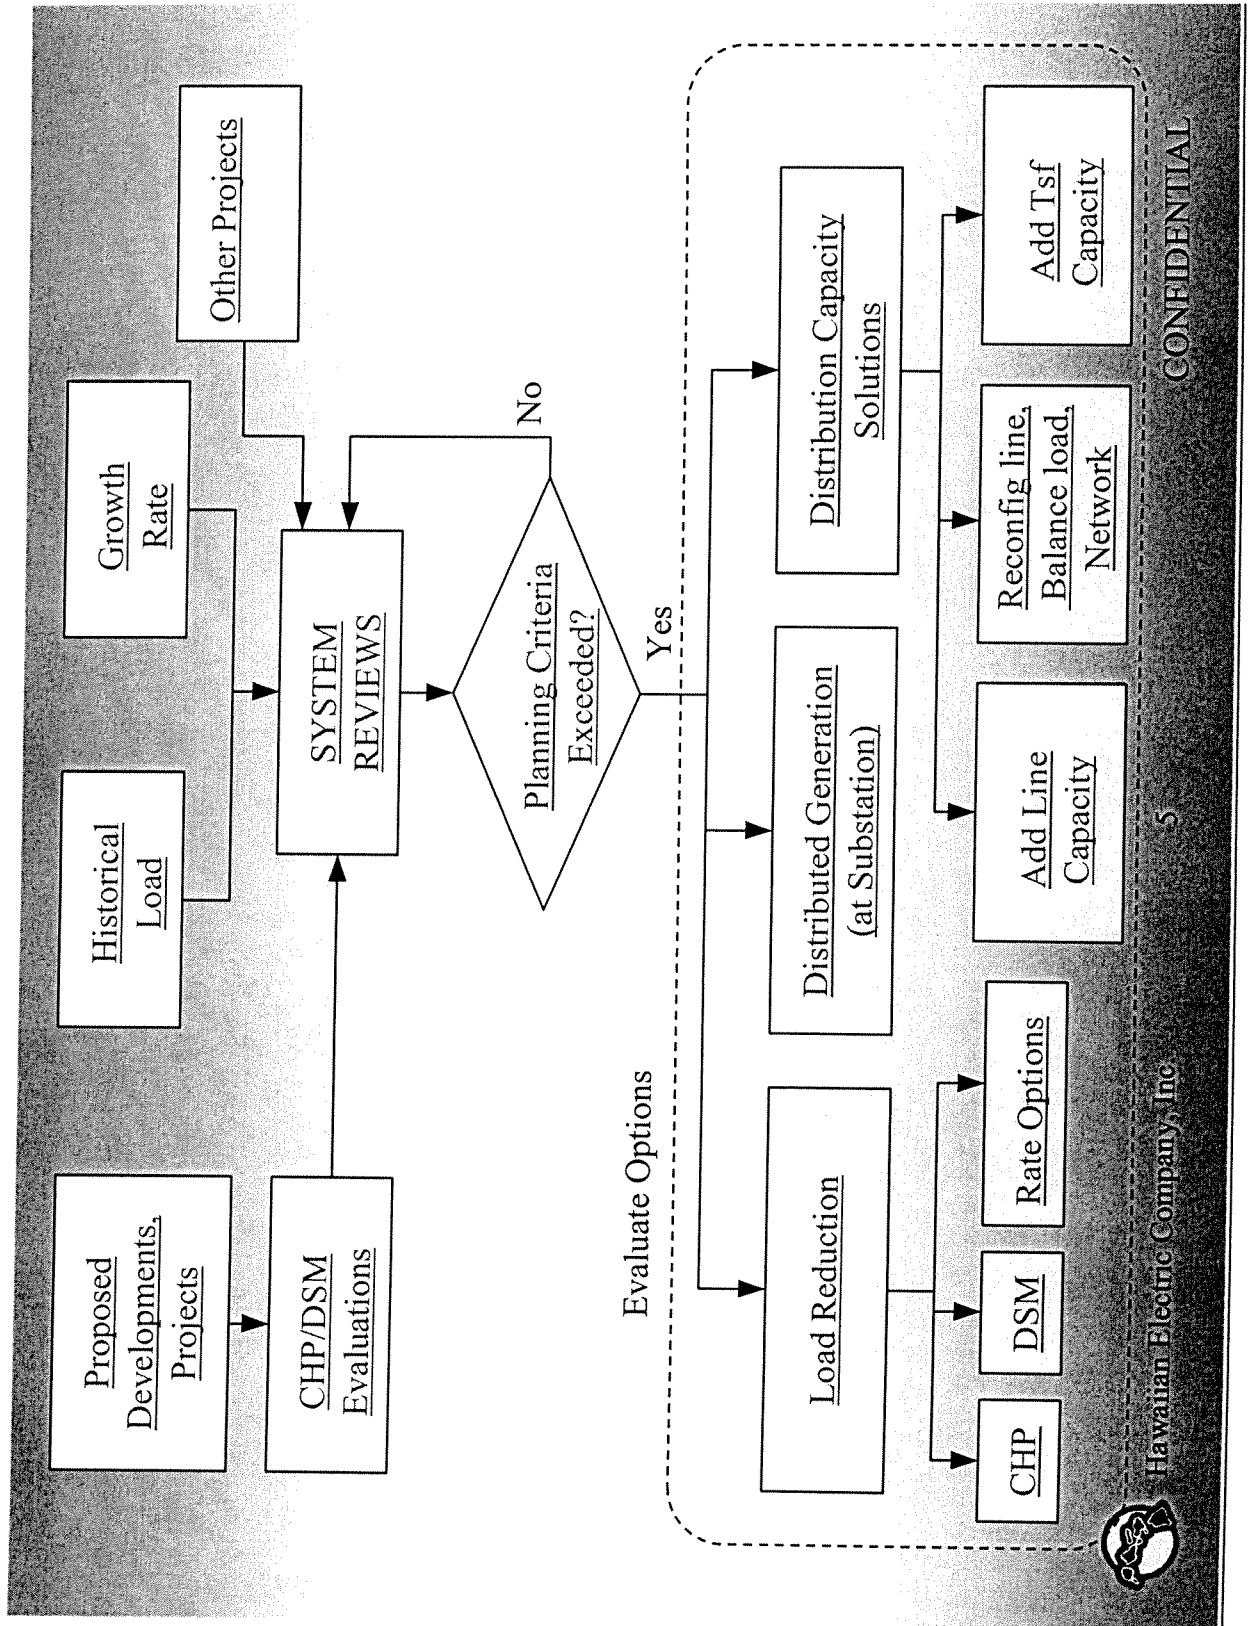 Proposed
Developments,
Projects
Historical
Load
Growth
Rate
Other Projects
CHP/DSM
Evaluations
SYSTEM
REVIEWS
Planning Criteria
Exceeded?
No
Yes
Evaluate Options
Load Reduction
Distributed Generation
(at Substation)
Distribution Capacity
Solutions
CHP
DSM
Rate Options
Add Line
Capacity
Reconfig line,
Balance load,
Network
Add Tsf
Capacity
Hawaiian Electric Company, Inc.
5
CONFIDENTIAL